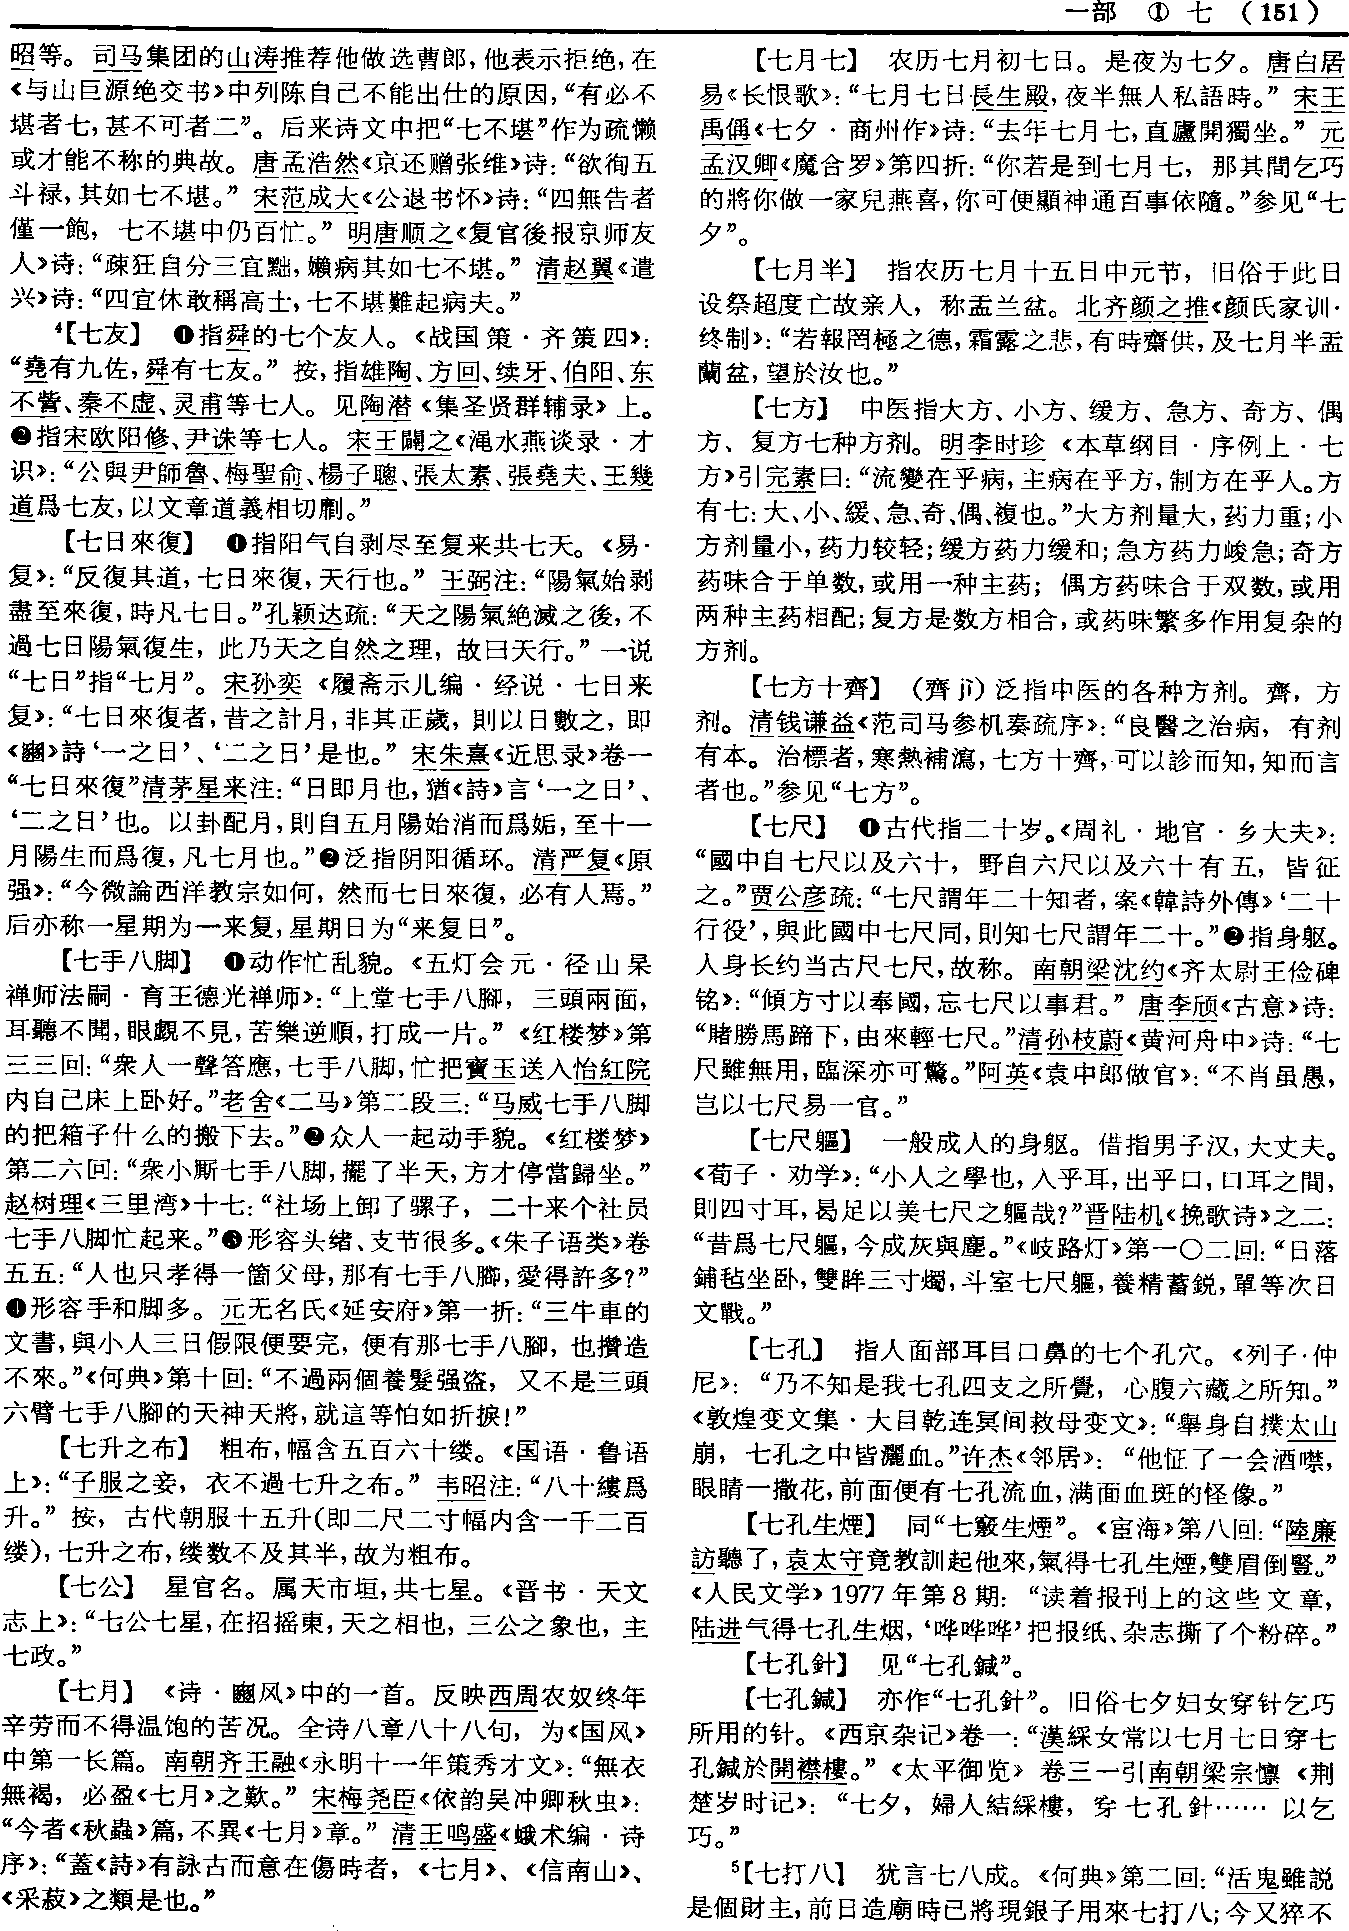 一部 ① 七 (151)
昭等。司马集团的山涛推荐他做选曹郎,他表示拒绝,在
《与山巨源绝交书》中列陈自己不能出仕的原因,“有必不
堪者七,甚不可者二”。后来诗文中把“七不堪”作为疏懒
或才能不称的典故。唐孟浩然《京还赠张维》诗:“欲徇五
斗禄,其如七不堪。”宋范成大《公退书怀》诗:“四無告者
僅一飽,七不堪中仍百忙。”明唐顺之《复官後报京师友
人》诗:“疎狂自分三宜黜,嬾病其如七不堪。”清赵翼《遣
兴》诗:“四宜休敢稱高士,七不堪難起病夫。”
⁴【七友】 ❶指舜的七个友人。《战国策·齐策四》:
“堯有九佐,舜有七友。”按,指雄陶、方回、续牙、伯阳、东
不訾、秦不虚、灵甫等七人。见陶潜《集圣贤群辅录》上。
❷指宋欧阳修、尹洙等七人。宋王闢之《渑水燕谈录·才
识》:“公與尹師魯、梅聖俞、楊子聰、張太素、張堯夫、王幾
道爲七友,以文章道義相切劘。”
【七日來復】 ❶指阳气自剥尽至复来共七天。《易·
复》:“反復其道,七日來復,天行也。”王弼注:“陽氣始剥
盡至來復,時凡七日。”孔颖达疏:“天之陽氣絶滅之後,不
過七日陽氣復生,此乃天之自然之理,故曰天行。”一说
“七日”指“七月”。宋孙奕《履斋示儿编·经说·七日来
复》:“七日來復者,昔之計月,非其正歲,則以日數之,即
《豳》詩‘一之日’、‘二之日’是也。”宋朱熹《近思录》卷一
“七日來復”清茅星来注:“日即月也,猶《詩》言‘一之日’、
‘二之日’也。以卦配月,則自五月陽始消而爲姤,至十一
月陽生而爲復,凡七月也。”❷泛指阴阳循环。清严复《原
强》:“今微論西洋教宗如何,然而七日來復,必有人焉。”
后亦称一星期为一来复,星期日为“来复日”。
【七手八脚】 ❶动作忙乱貌。《五灯会元·径山杲
禅师法嗣·育王德光禅师》:“上堂七手八脚,三頭兩面,
耳聽不聞,眼覷不見,苦樂逆順,打成一片。”《红楼梦》第
三三回:“衆人一聲答應,七手八脚,忙把寳玉送入怡紅院
内自己床上卧好。”老舍《二马》第二段三:“马威七手八脚
的把箱子什么的搬下去。”❷众人一起动手貌。《红楼梦》
第二六回:“衆小厮七手八脚,擺了半天,方才停當歸坐。”
赵树理《三里湾》十七:“社场上卸了骡子,二十来个社员
七手八脚忙起来。”❸形容头绪、支节很多。《朱子语类》卷
五五:“人也只孝得一箇父母,那有七手八脚,愛得許多?”
❹形容手和脚多。元无名氏《延安府》第一折:“三牛車的
文書,與小人三日假限便要完,便有那七手八腳,也攢造
不來。”《何典》第十回:“不過兩個養髮强盗,又不是三頭
六臂七手八腳的天神天將,就這等怕如折捩!”
【七升之布】 粗布,幅含五百六十缕。《国语·鲁语
上》:“子服之妾,衣不過七升之布。”韦昭注:“八十縷爲
升。”按,古代朝服十五升(即二尺二寸幅内含一千二百
缕),七升之布,缕数不及其半,故为粗布。
【七公】 星官名。属天市垣,共七星。《晋书·天文
志上》:“七公七星,在招摇東,天之相也,三公之象也,主
七政。”
【七月】 《诗·豳风》中的一首。反映西周农奴终年
辛劳而不得温饱的苦况。全诗八章八十八句,为《国风》
中第一长篇。南朝齐王融《永明十一年策秀才文》:“無衣
無褐,必盈《七月》之歎。”宋梅尧臣《依韵吴冲卿秋虫》:
“今者《秋蟲》篇,不異《七月》章。”清王鸣盛《蛾术编·诗
序》:“蓋《詩》有詠古而意在傷時者,《七月》、《信南山》、
《采菽》之類是也。”
【七月七】 农历七月初七日。是夜为七夕。唐白居
易《长恨歌》:“七月七日長生殿,夜半無人私語時。”宋王
禹偁《七夕·商州作》诗:“去年七月七,直廬開獨坐。”元
孟汉卿《魔合罗》第四折:“你若是到七月七,那其間乞巧
的將你做一家兒燕喜,你可便顯神通百事依隨。”参见“七
夕”。
【七月半】 指农历七月十五日中元节,旧俗于此日
设祭超度亡故亲人,称盂兰盆。北齐颜之推《颜氏家训·
终制》:“若報罔極之德,霜露之悲,有時齋供,及七月半盂
蘭盆,望於汝也。”
【七方】 中医指大方、小方、缓方、急方、奇方、偶
方、复方七种方剂。明李时珍《本草纲目·序例上·七
方》引完素曰:“流變在乎病,主病在乎方,制方在乎人。方
有七:大、小、緩、急、奇、偶、複也。”大方剂量大,药力重;小
方剂量小,药力较轻;缓方药力缓和;急方药力峻急;奇方
药味合于单数,或用一种主药;偶方药味合于双数,或用
两种主药相配;复方是数方相合,或药味繁多作用复杂的
方剂。
【七方十齊】 (齊 jì)泛指中医的各种方剂。齊,方
剂。清钱谦益《范司马参机奏疏序》:“良醫之治病,有剂
有本。治標者,寒熱補瀉,七方十齊,可以診而知,知而言
者也。”参见“七方”。
【七尺】 ❶古代指二十岁。《周礼·地官·乡大夫》:
“國中自七尺以及六十,野自六尺以及六十有五,皆征
之。”贾公彦疏:“七尺謂年二十知者,案《韓詩外傳》‘二十
行役’,與此國中七尺同,則知七尺謂年二十。”❷指身躯。
人身长约当古尺七尺,故称。南朝梁沈约《齐太尉王俭碑
铭》:“傾方寸以奉國,忘七尺以事君。”唐李颀《古意》诗:
“賭勝馬蹄下,由來輕七尺。”清孙枝蔚《黄河舟中》诗:“七
尺雖無用,臨深亦可驚。”阿英《袁中郎做官》:“不肖虽愚,
岂以七尺易一官。”
【七尺軀】 一般成人的身躯。借指男子汉,大丈夫。
《荀子·劝学》:“小人之學也,入乎耳,出乎口,口耳之間,
則四寸耳,曷足以美七尺之軀哉?”晋陆机《挽歌诗》之二:
“昔爲七尺軀,今成灰與塵。”《岐路灯》第一〇二回:“日落
鋪毡坐卧,雙眸三寸燭,斗室七尺軀,養精蓄鋭,單等次日
文戰。”
【七孔】 指人面部耳目口鼻的七个孔穴。《列子·仲
尼》:“乃不知是我七孔四支之所覺,心腹六藏之所知。”
《敦煌变文集·大目乾连冥间救母变文》:“舉身自撲太山
崩,七孔之中皆灑血。”许杰《邻居》:“他怔了一会酒噤,
眼睛一撒花,前面便有七孔流血,满面血斑的怪像。”
【七孔生煙】 同“七竅生煙”。《宦海》第八回:“陸廉
訪聽了,袁太守竟教訓起他來,氣得七孔生煙,雙眉倒豎。”
《人民文学》1977年第8期:“读着报刊上的这些文章,
陆进气得七孔生烟,‘哗哗哗’把报纸、杂志撕了个粉碎。”
【七孔針】 见“七孔鍼”。
【七孔鍼】 亦作“七孔針”。旧俗七夕妇女穿针乞巧
所用的针。《西京杂记》卷一:“漢綵女常以七月七日穿七
孔鍼於開襟樓。”《太平御览》卷三一引南朝梁宗懔《荆
楚岁时记》:“七夕,婦人結綵樓,穿七孔針……以乞
巧。”
⁵【七打八】 犹言七八成。《何典》第二回:“活鬼雖説
是個財主,前日造廟時已將現銀子用來七打八;今又猝不